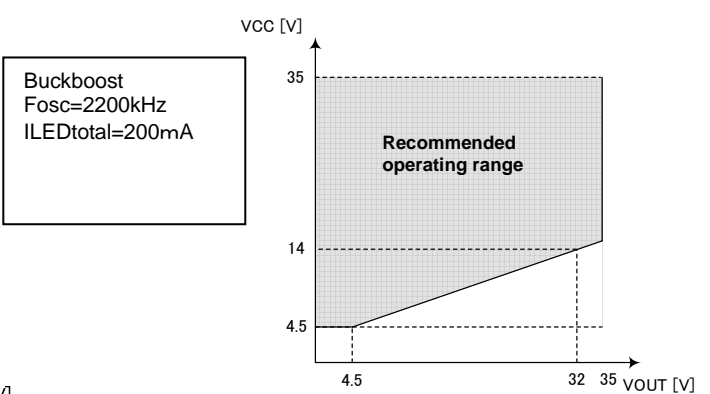 VCC [V]
Buckboost
Fosc=2200kHz
ILEDtotal=200mA
35
Recommended
operating range
14
4.5
4.5
32
35
VOUT [V]